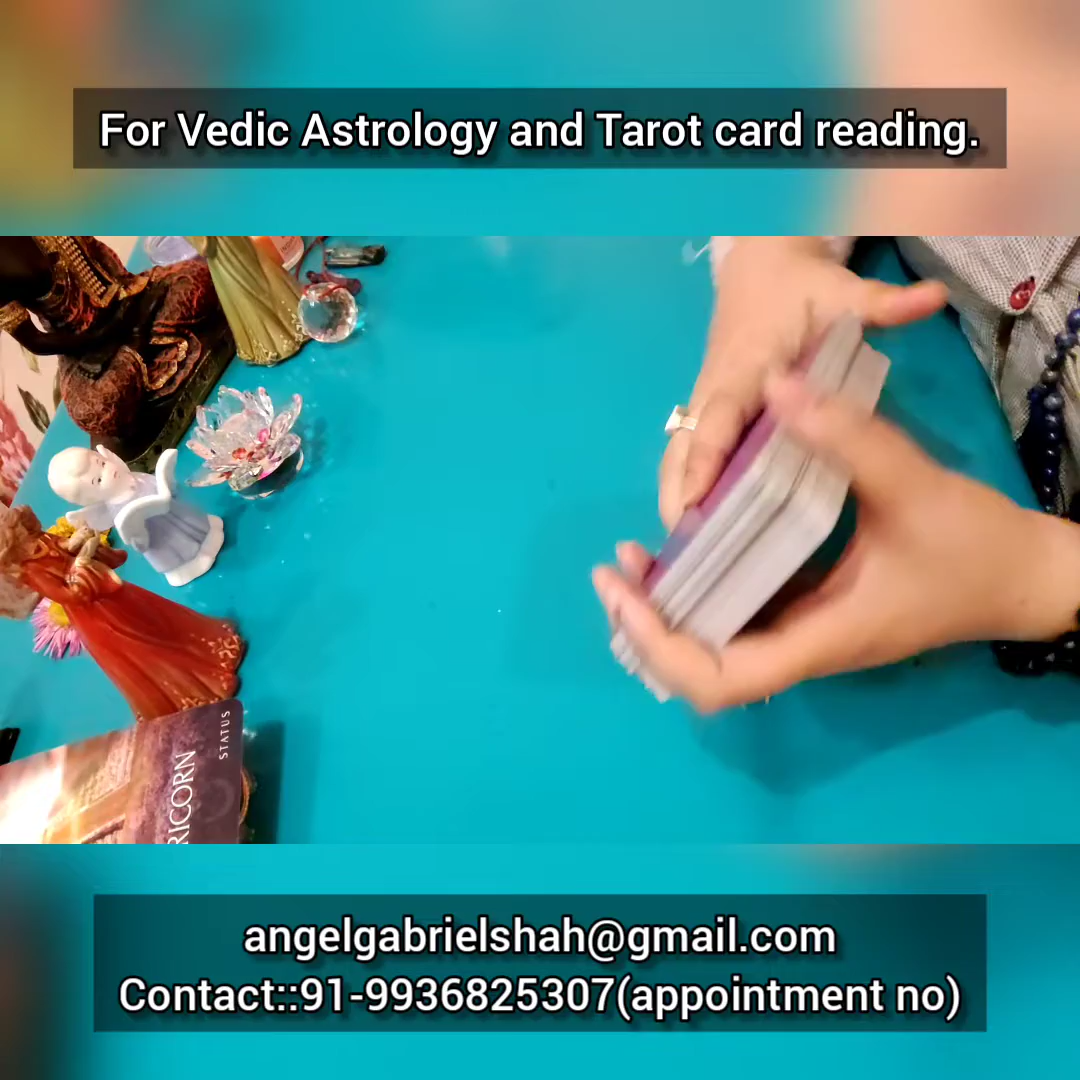 For Vedic Astrology and Tarot card reading.
STATUS
RICORN
angelgabrielshah@gmail.com
Contact::91-9936825307(appointment no)